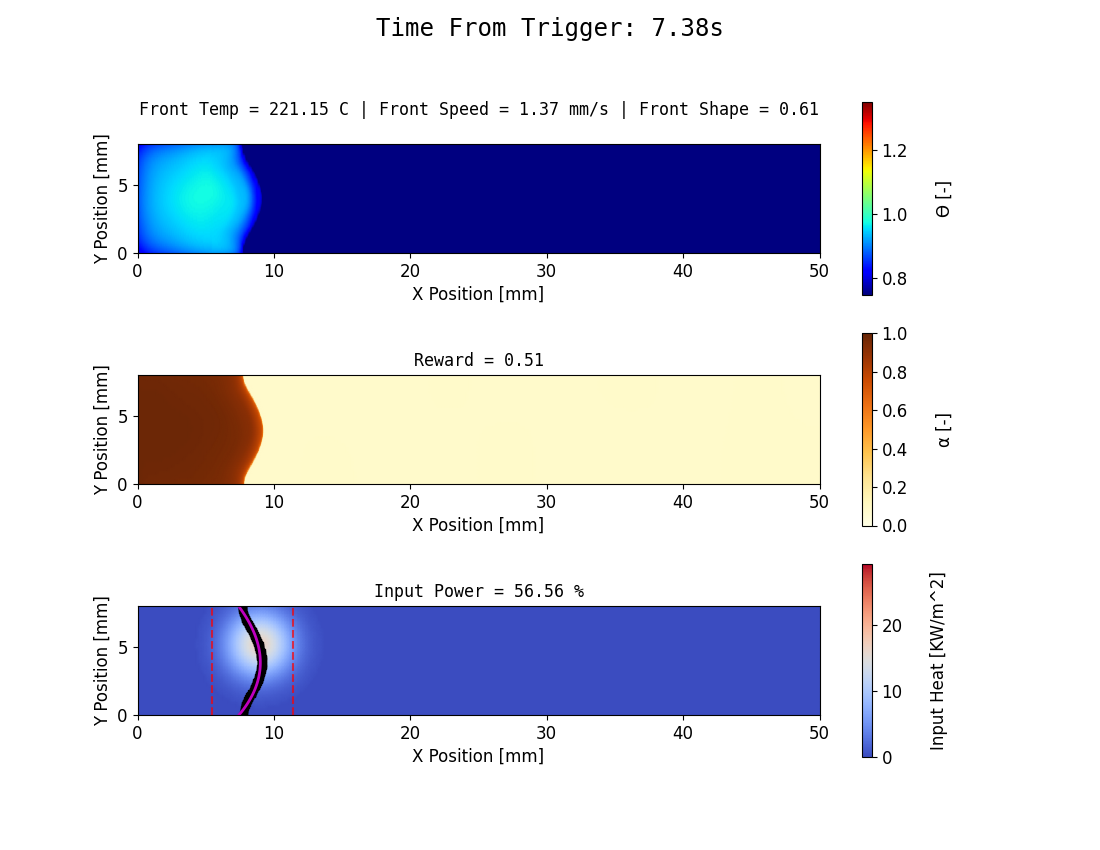 Time From Trigger: 7.38s
Front Temp = 221.15 C | Front Speed = 1.37 mm/s | Front Shape = 0.61
Y Position [mm]
5
0
0 10 20 30 40 50
X Position [mm]
1.2
1.0
0.8
Θ [-]
Reward = 0.51
Y Position [mm]
5
0
0 10 20 30 40 50
X Position [mm]
1.0
0.8
0.6
0.4
0.2
0.0
α [-]
Input Power = 56.56 %
Y Position [mm]
5
0
0 10 20 30 40 50
X Position [mm]
20
10
0
Input Heat [KW/m^2]